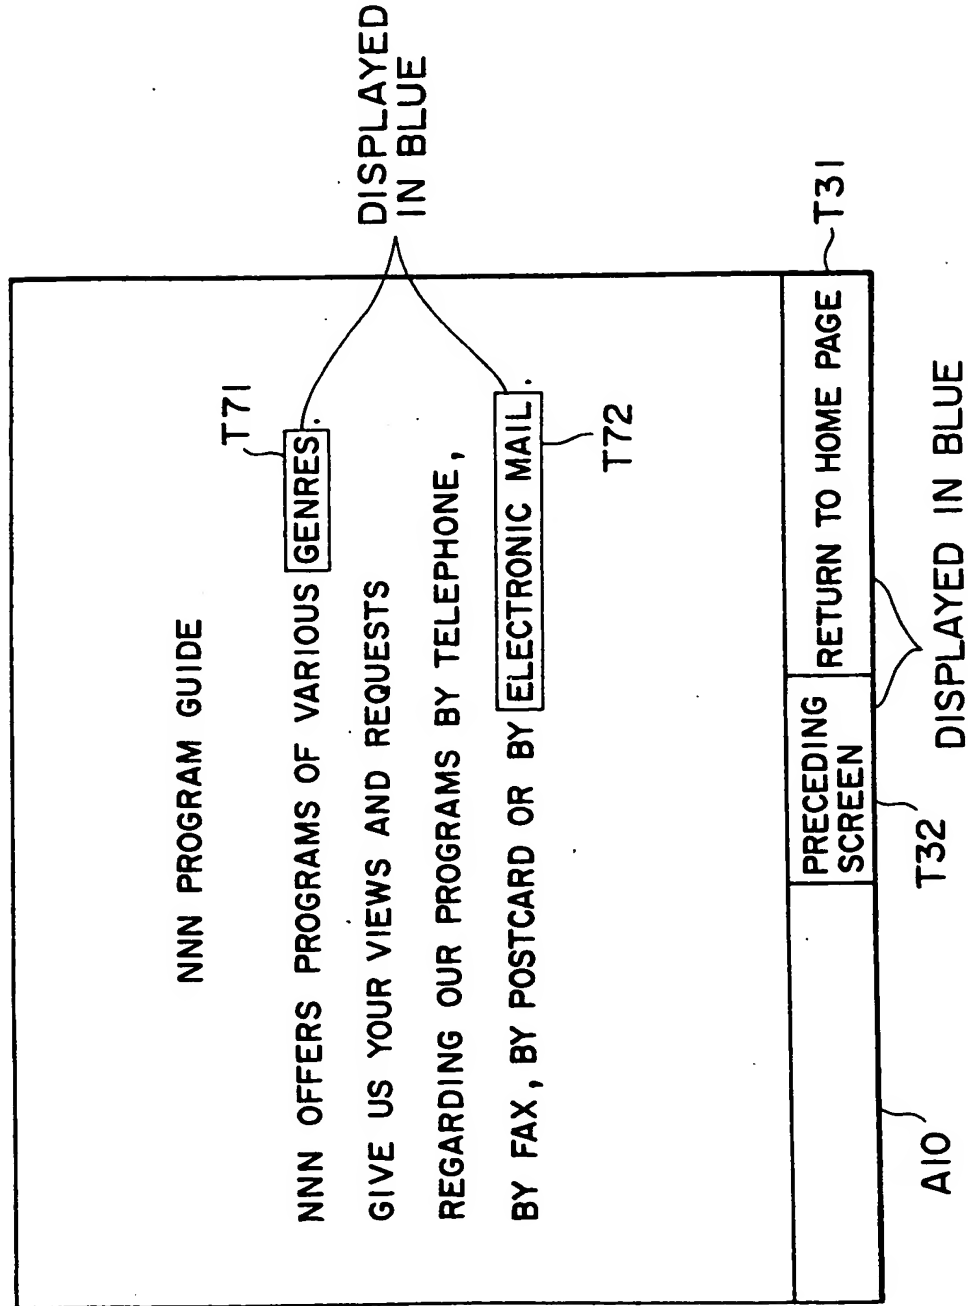 NNN PROGRAM GUIDE
T71
NNN OFFERS PROGRAMS OF VARIOUS GENRES.
DISPLAYED
IN BLUE
GIVE US YOUR VIEWS AND REQUESTS
REGARDING OUR PROGRAMS BY TELEPHONE,
BY FAX, BY POSTCARD OR BY ELECTRONIC MAIL.
T72
PRECEDING
SCREEN
RETURN TO HOME PAGE
T31
A10
T32
DISPLAYED IN BLUE